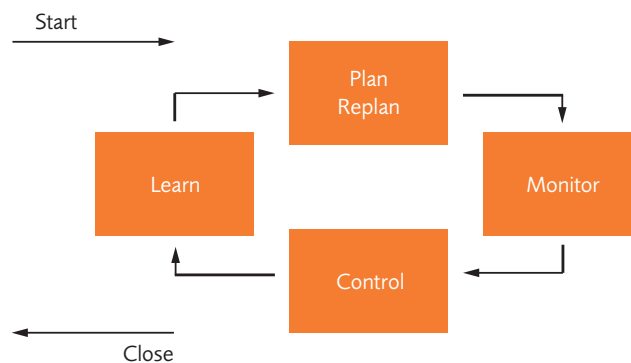 Start
Plan
Replan
Learn
Monitor
Control
Close